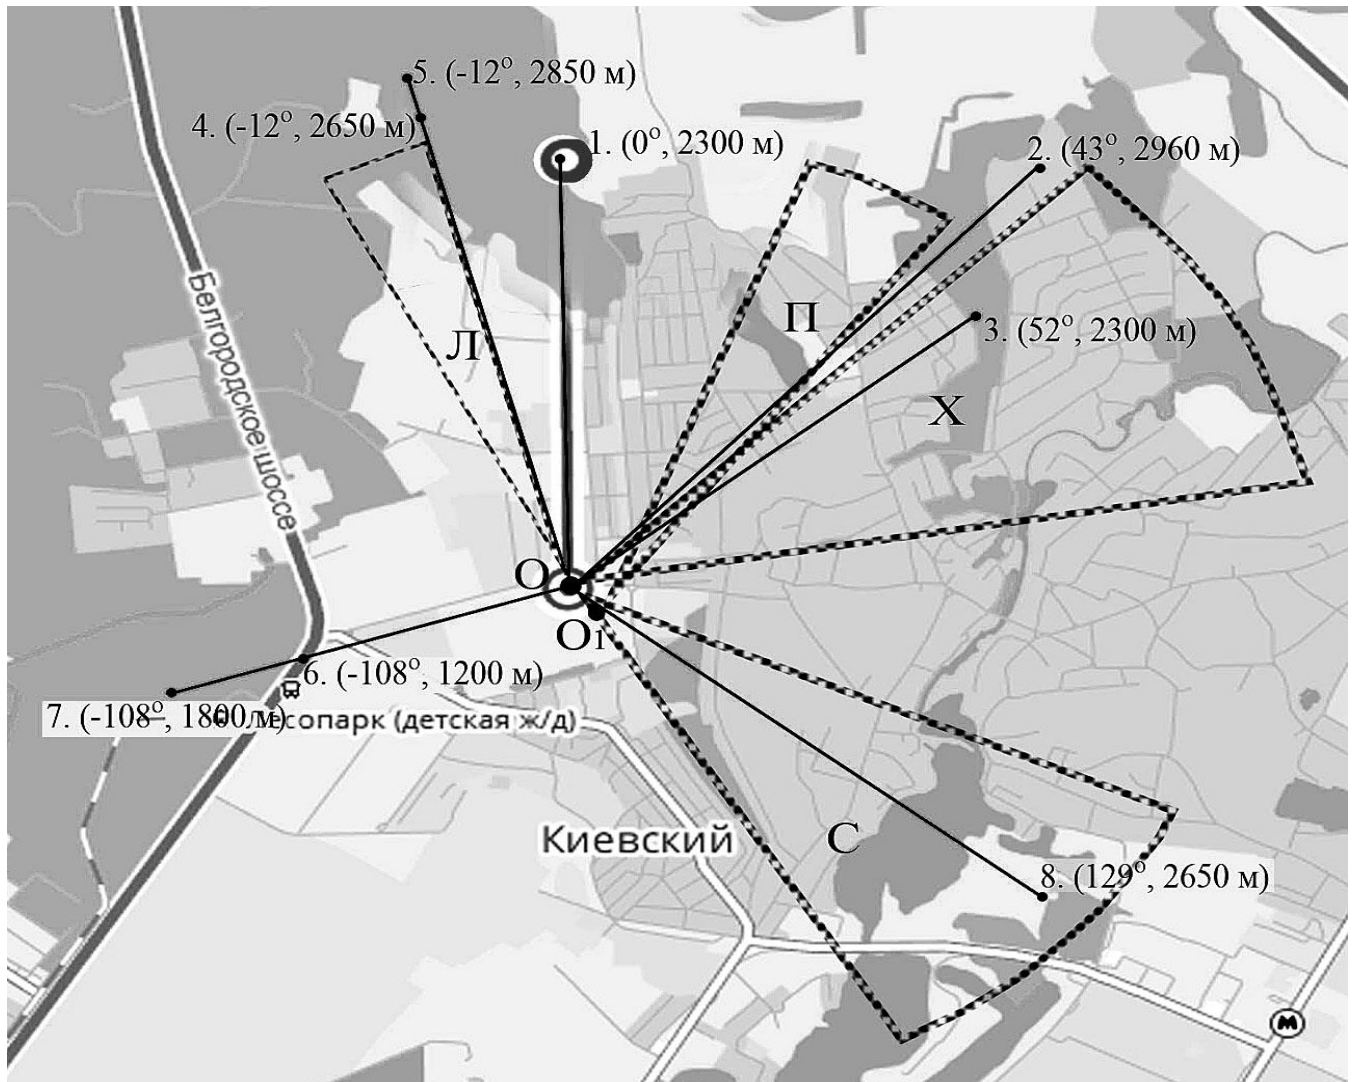 5. (-12°, 2850 м)
4. (-12°, 2650 м)
1. (0°, 2300 м)
2. (43°, 2960 м)
Белгородское шоссе
Л
П
3. (52°, 2300 м)
Х
О
О1
6. (-108°, 1200 м)
7. (-108°, 1800 м)
Лесопарк (детская ж/д)
Киевский
С
8. (129°, 2650 м)
М